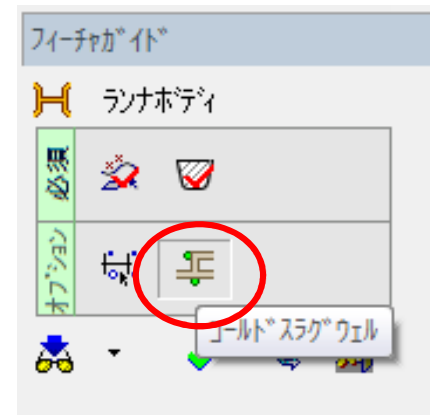 フィーチャガイド
ランナボディ
必須
オプション
コールドスラグウェル